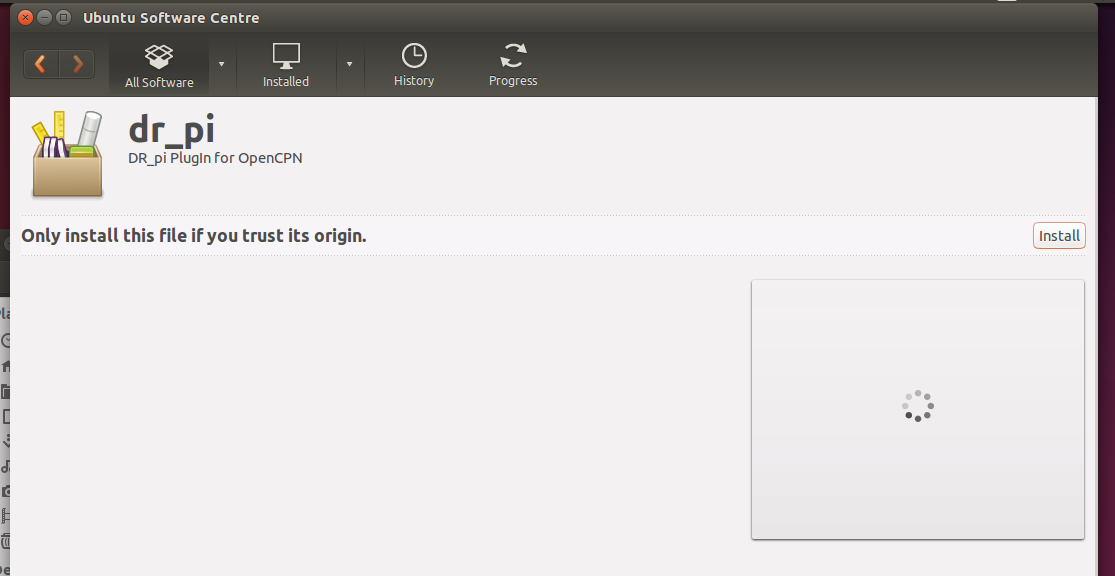 Ubuntu Software Centre
All Software
Installed
History
Progress
dr_pi
DR_pi PlugIn for OpenCPN
Only install this file if you trust its origin.
Install